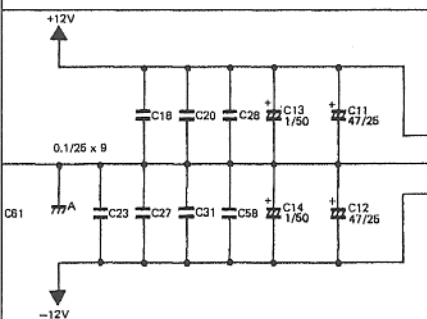 +12V
C18
C20
C28
+
C13
1/50
+
C11
47/25
0.1/25 x 9
C61
A
C23
C27
C31
C58
+
C14
1/50
+
C12
47/25
−12V